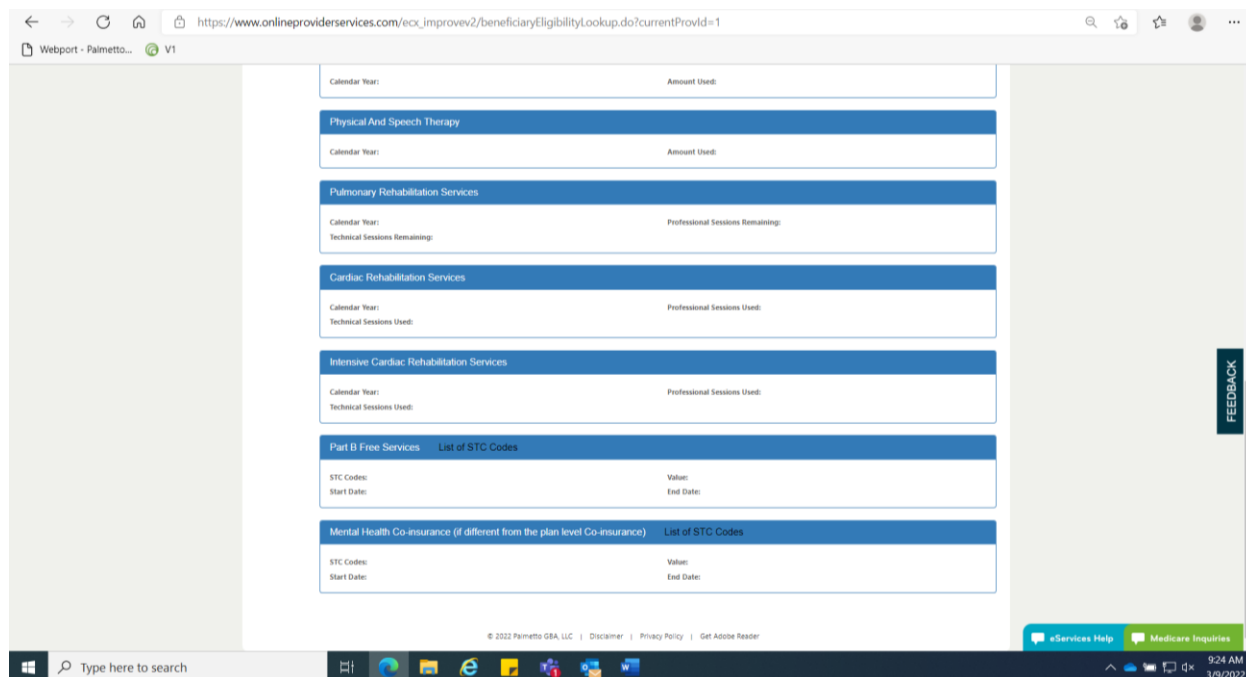 https://www.onlineproviderservices.com/ecx_improvev2/beneficiaryEligibilityLookup.do?currentProvId=1
Webport - Palmetto... V1
Calendar Year: Amount Used:
Physical And Speech Therapy
Calendar Year: Amount Used:
Pulmonary Rehabilitation Services
Calendar Year: Professional Sessions Remaining:
Technical Sessions Remaining:
Cardiac Rehabilitation Services
Calendar Year: Professional Sessions Used:
Technical Sessions Used:
Intensive Cardiac Rehabilitation Services
Calendar Year: Professional Sessions Used:
Technical Sessions Used:
FEEDBACK
Part B Free Services List of STC Codes
STC Codes: Value:
Start Date: End Date:
Mental Health Co-insurance (if different from the plan level Co-insurance) List of STC Codes
STC Codes: Value:
Start Date: End Date:
© 2022 Palmetto GBA, LLC | Disclaimer | Privacy Policy | Get Adobe Reader
eServices Help Medicare Inquiries
Type here to search
9:24 AM
3/9/2022